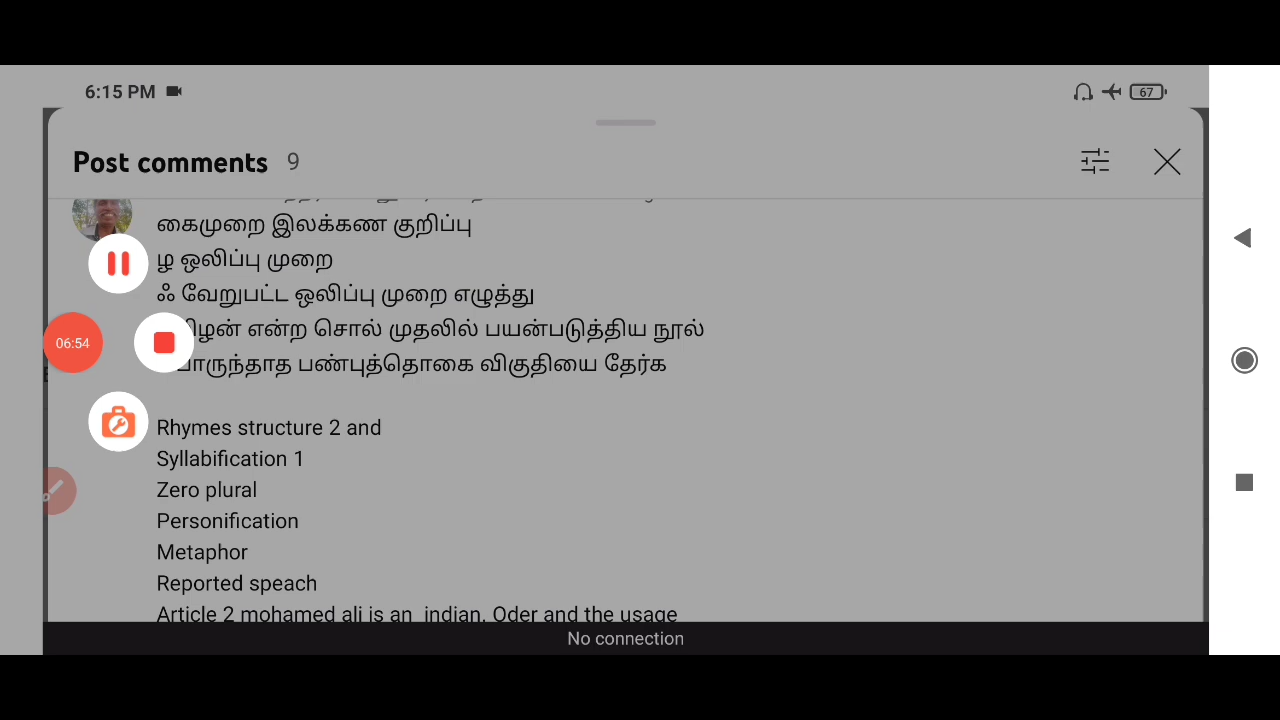 6:15 PM
67
Post comments 9
கைமுறை இலக்கண குறிப்பு
ழ ஒலிப்பு முறை
ஃ வேறுபட்ட ஒலிப்பு முறை எழுத்து
என்ற சொல் முதலில் பயன்படுத்திய நூல்
06:54
பண்புத்தொகை விகுதியை தேர்க
Rhymes structure 2 and
Syllabification 1
Zero plural
Personification
Metaphor
Reported speach
Article 2 mohamed ali is an indian. Oder and the usage
No connection